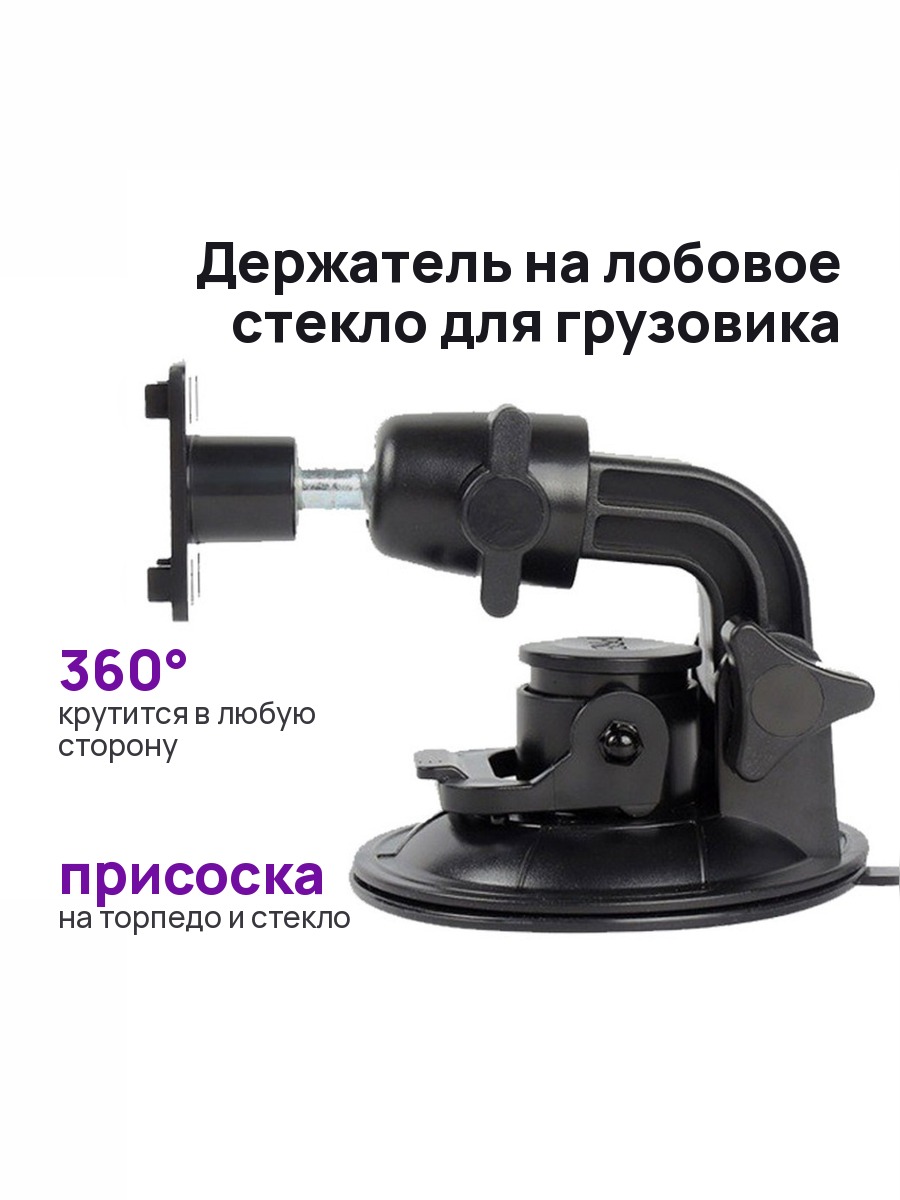 Держатель на лобовое
стекло для грузовика
360°
крутится в любую
сторону
присоска
на торпедо и стекло